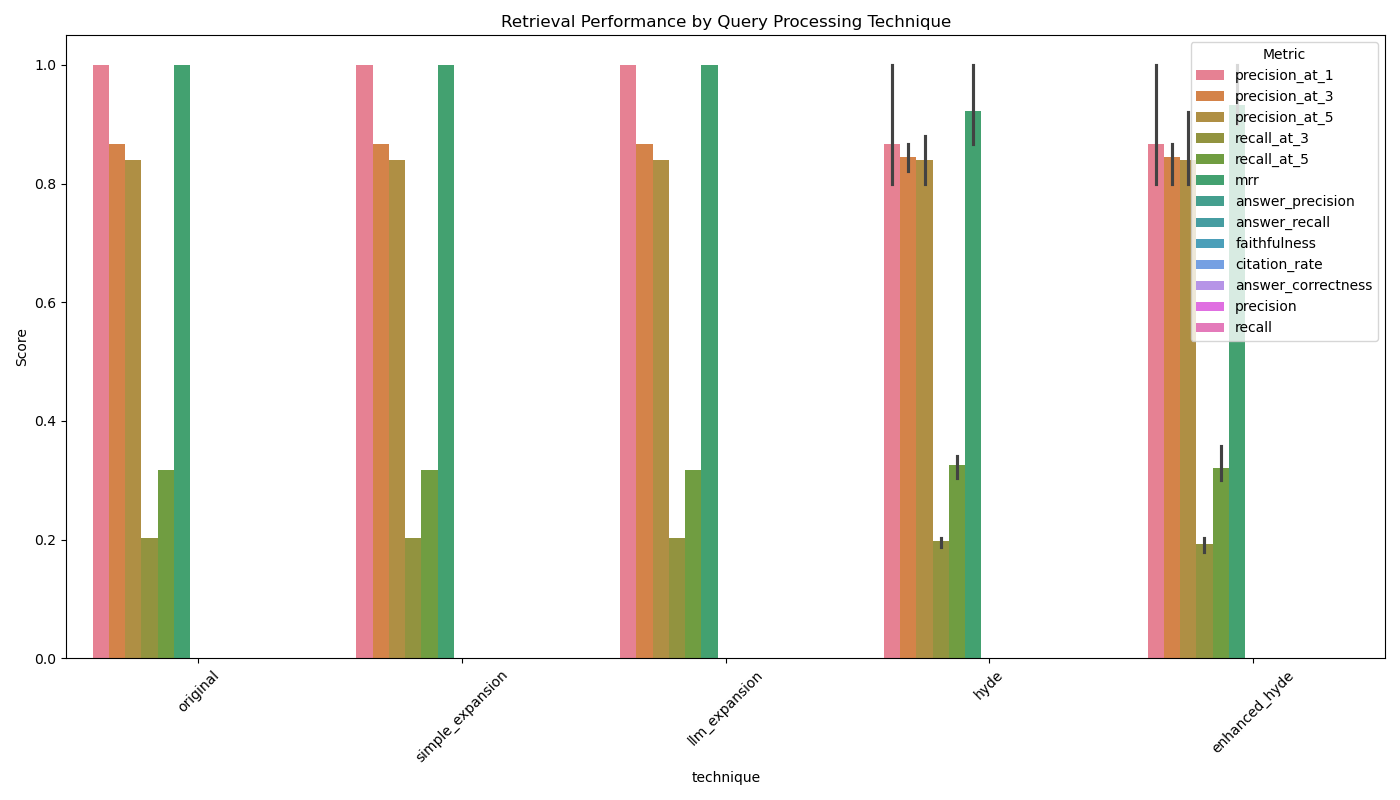 Retrieval Performance by Query Processing Technique
Score
1.0
0.8
0.6
0.4
0.2
0.0
Metric
precision_at_1
precision_at_3
precision_at_5
recall_at_3
recall_at_5
mrr
answer_precision
answer_recall
faithfulness
citation_rate
answer_correctness
precision
recall
original
simple_expansion
llm_expansion
hyde
enhanced_hyde
technique